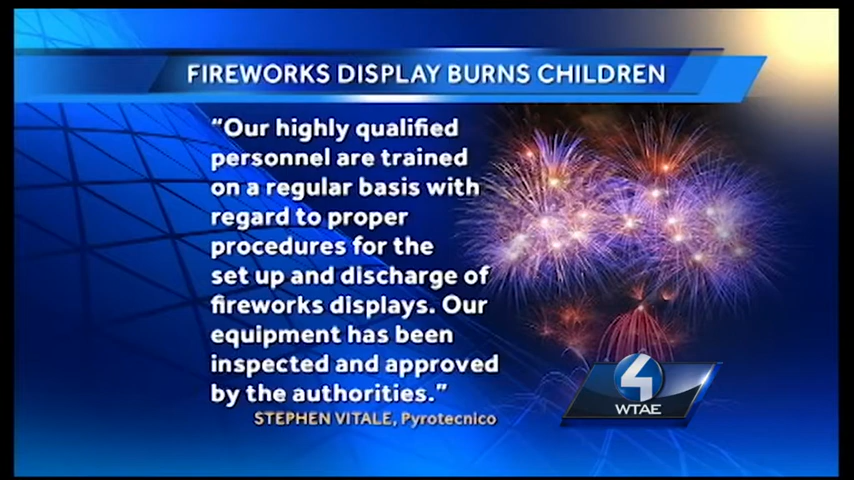 FIREWORKS DISPLAY BURNS CHILDREN
“Our highly qualified
personnel are trained
on a regular basis with
regard to proper
procedures for the
set up and discharge of
fireworks displays. Our
equipment has been
inspected and approved
by the authorities.”
STEPHEN VITALE, Pyrotecnico
4
WTAE